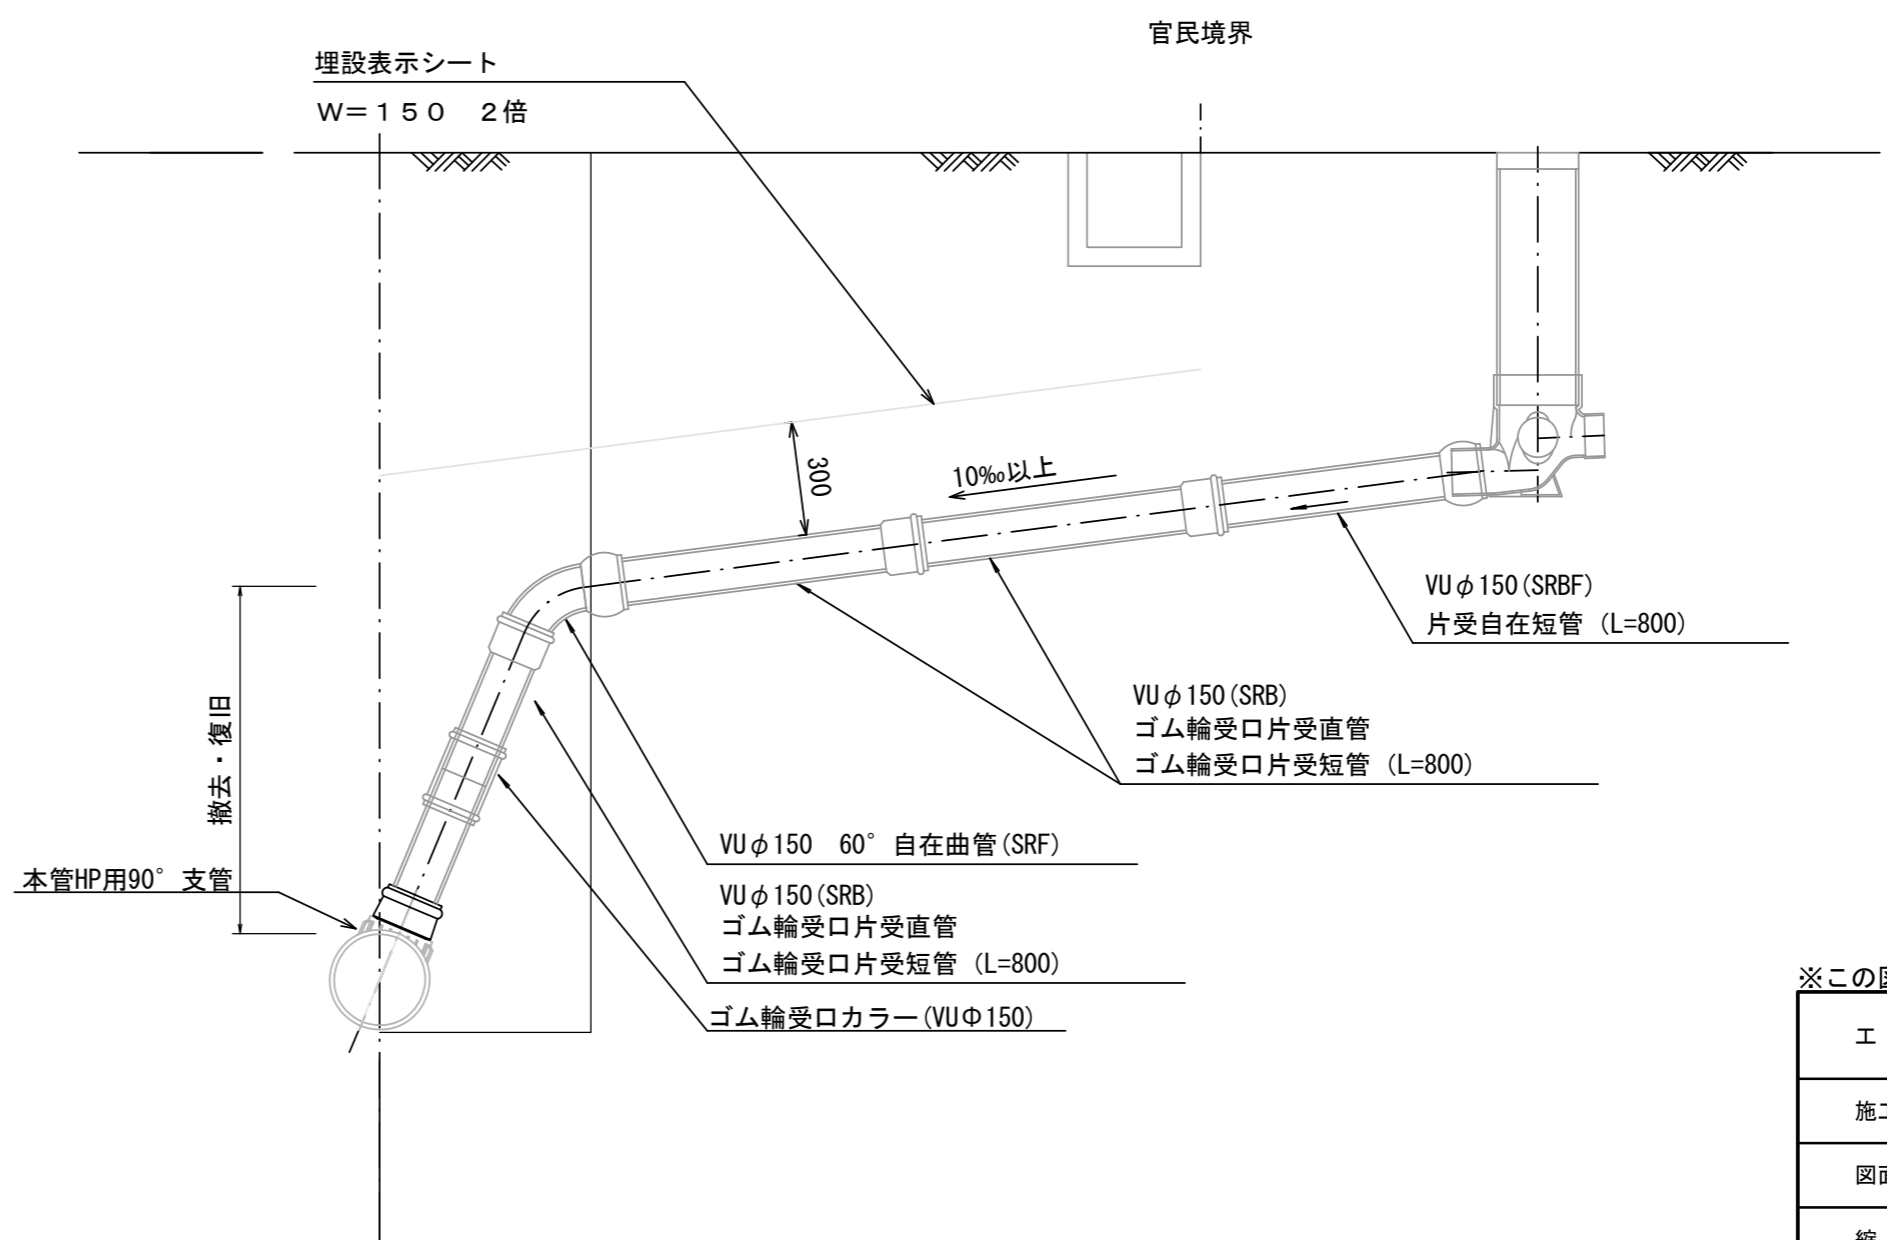 官民境界
埋設表示シート
W=150 2倍
300
10‰以上
VUφ150(SRBF)
片受自在短管 (L=800)
VUφ150(SRB)
ゴム輪受口片受直管
ゴム輪受口片受短管 (L=800)
撤去・復旧
VUφ150 60° 自在曲管(SRF)
本管HP用90° 支管
VUφ150(SRB)
ゴム輪受口片受直管
ゴム輪受口片受短管 (L=800)
ゴム輪受口カラー(VUΦ150)
※この
工
施
図